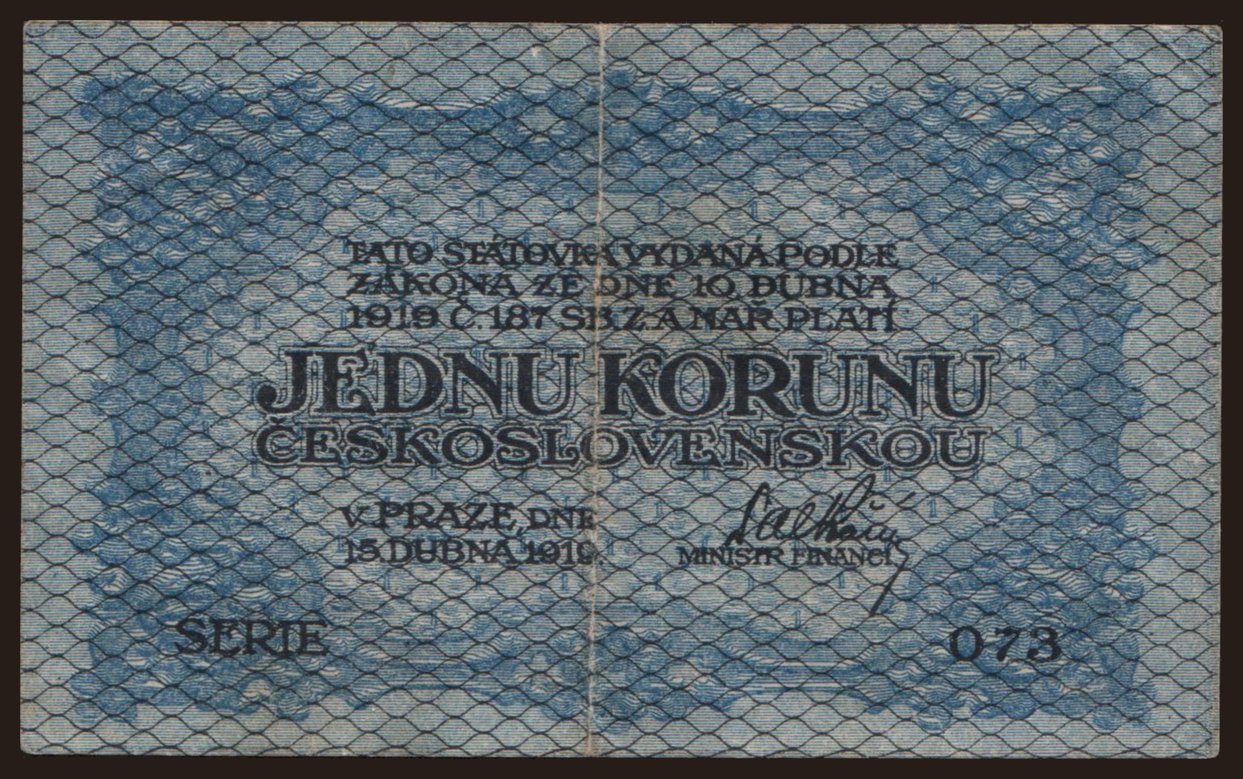 TATO STÁTOVKA VYDANÁ PODLE
ZÁKONA ZE DNE 10. DUBNA
1919 Č. 187 SB. Z. A NAŘ. PLATÍ
JEDNU KORUNU
ČESKOSLOVENSKOU
V PRAZE, DNE
15. DUBNA 1919.
MINISTR FINANCÍ
SERIE 073